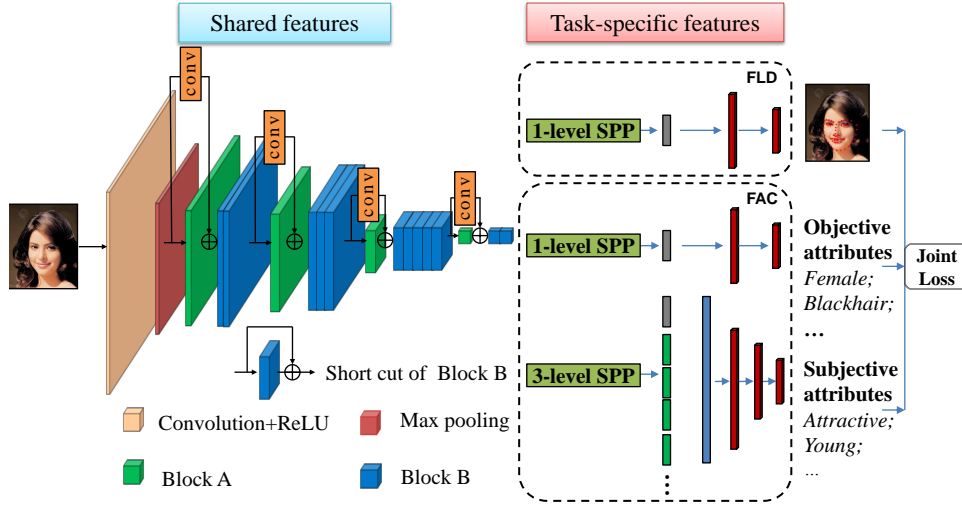 Shared features
Task-specific features
conv
conv
conv
conv
FLD
1-level SPP
FAC
1-level SPP
3-level SPP
Objective
attributes
Female;
Blackhair;
...
Subjective
attributes
Attractive;
Young;
...
Joint
Loss
Short cut of Block B
Convolution+ReLU
Max pooling
Block A
Block B